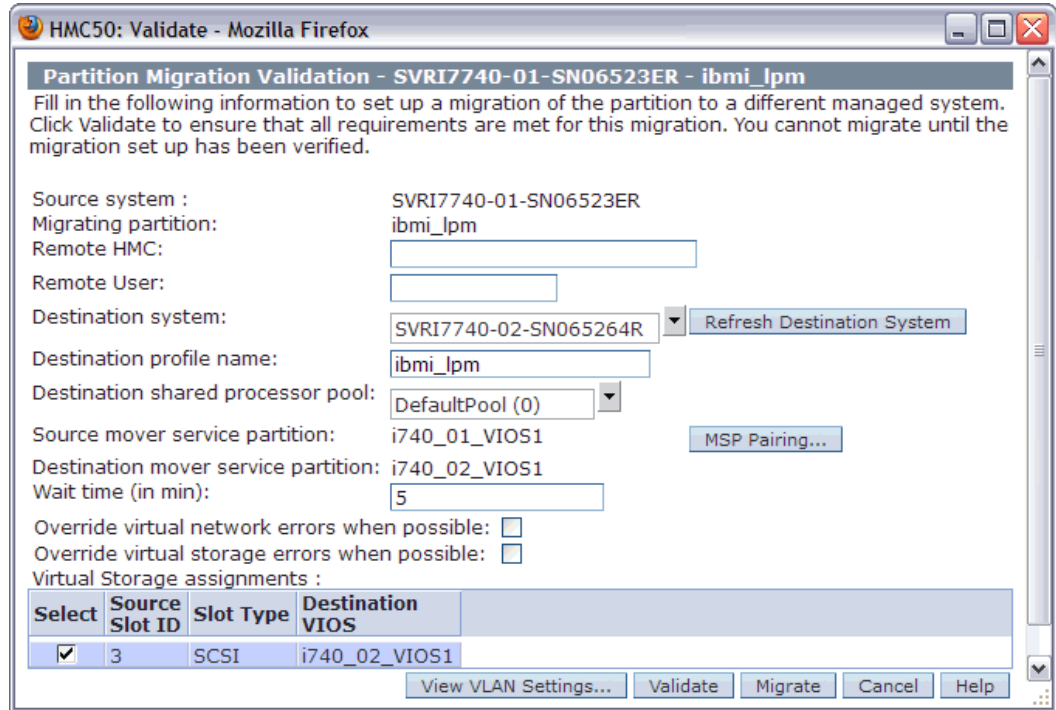 HMC50: Validate - Mozilla Firefox
Partition Migration Validation - SVRI7740-01-SN06523ER - ibmi_lpm
Fill in the following information to set up a migration of the partition to a different managed system.
Click Validate to ensure that all requirements are met for this migration. You cannot migrate until the
migration set up has been verified.
Source system : SVRI7740-01-SN06523ER
Migrating partition: ibmi_lpm
Remote HMC:
Remote User:
Destination system: SVRI7740-02-SN065264R Refresh Destination System
Destination profile name: ibmi_lpm
Destination shared processor pool: DefaultPool (0)
Source mover service partition: i740_01_VIOS1 MSP Pairing...
Destination mover service partition: i740_02_VIOS1
Wait time (in min): 5
Override virtual network errors when possible:
Override virtual storage errors when possible:
Virtual Storage assignments :
Select Source Slot ID Slot Type Destination VIOS
3 SCSI i740_02_VIOS1
View VLAN Settings... Validate Migrate Cancel Help